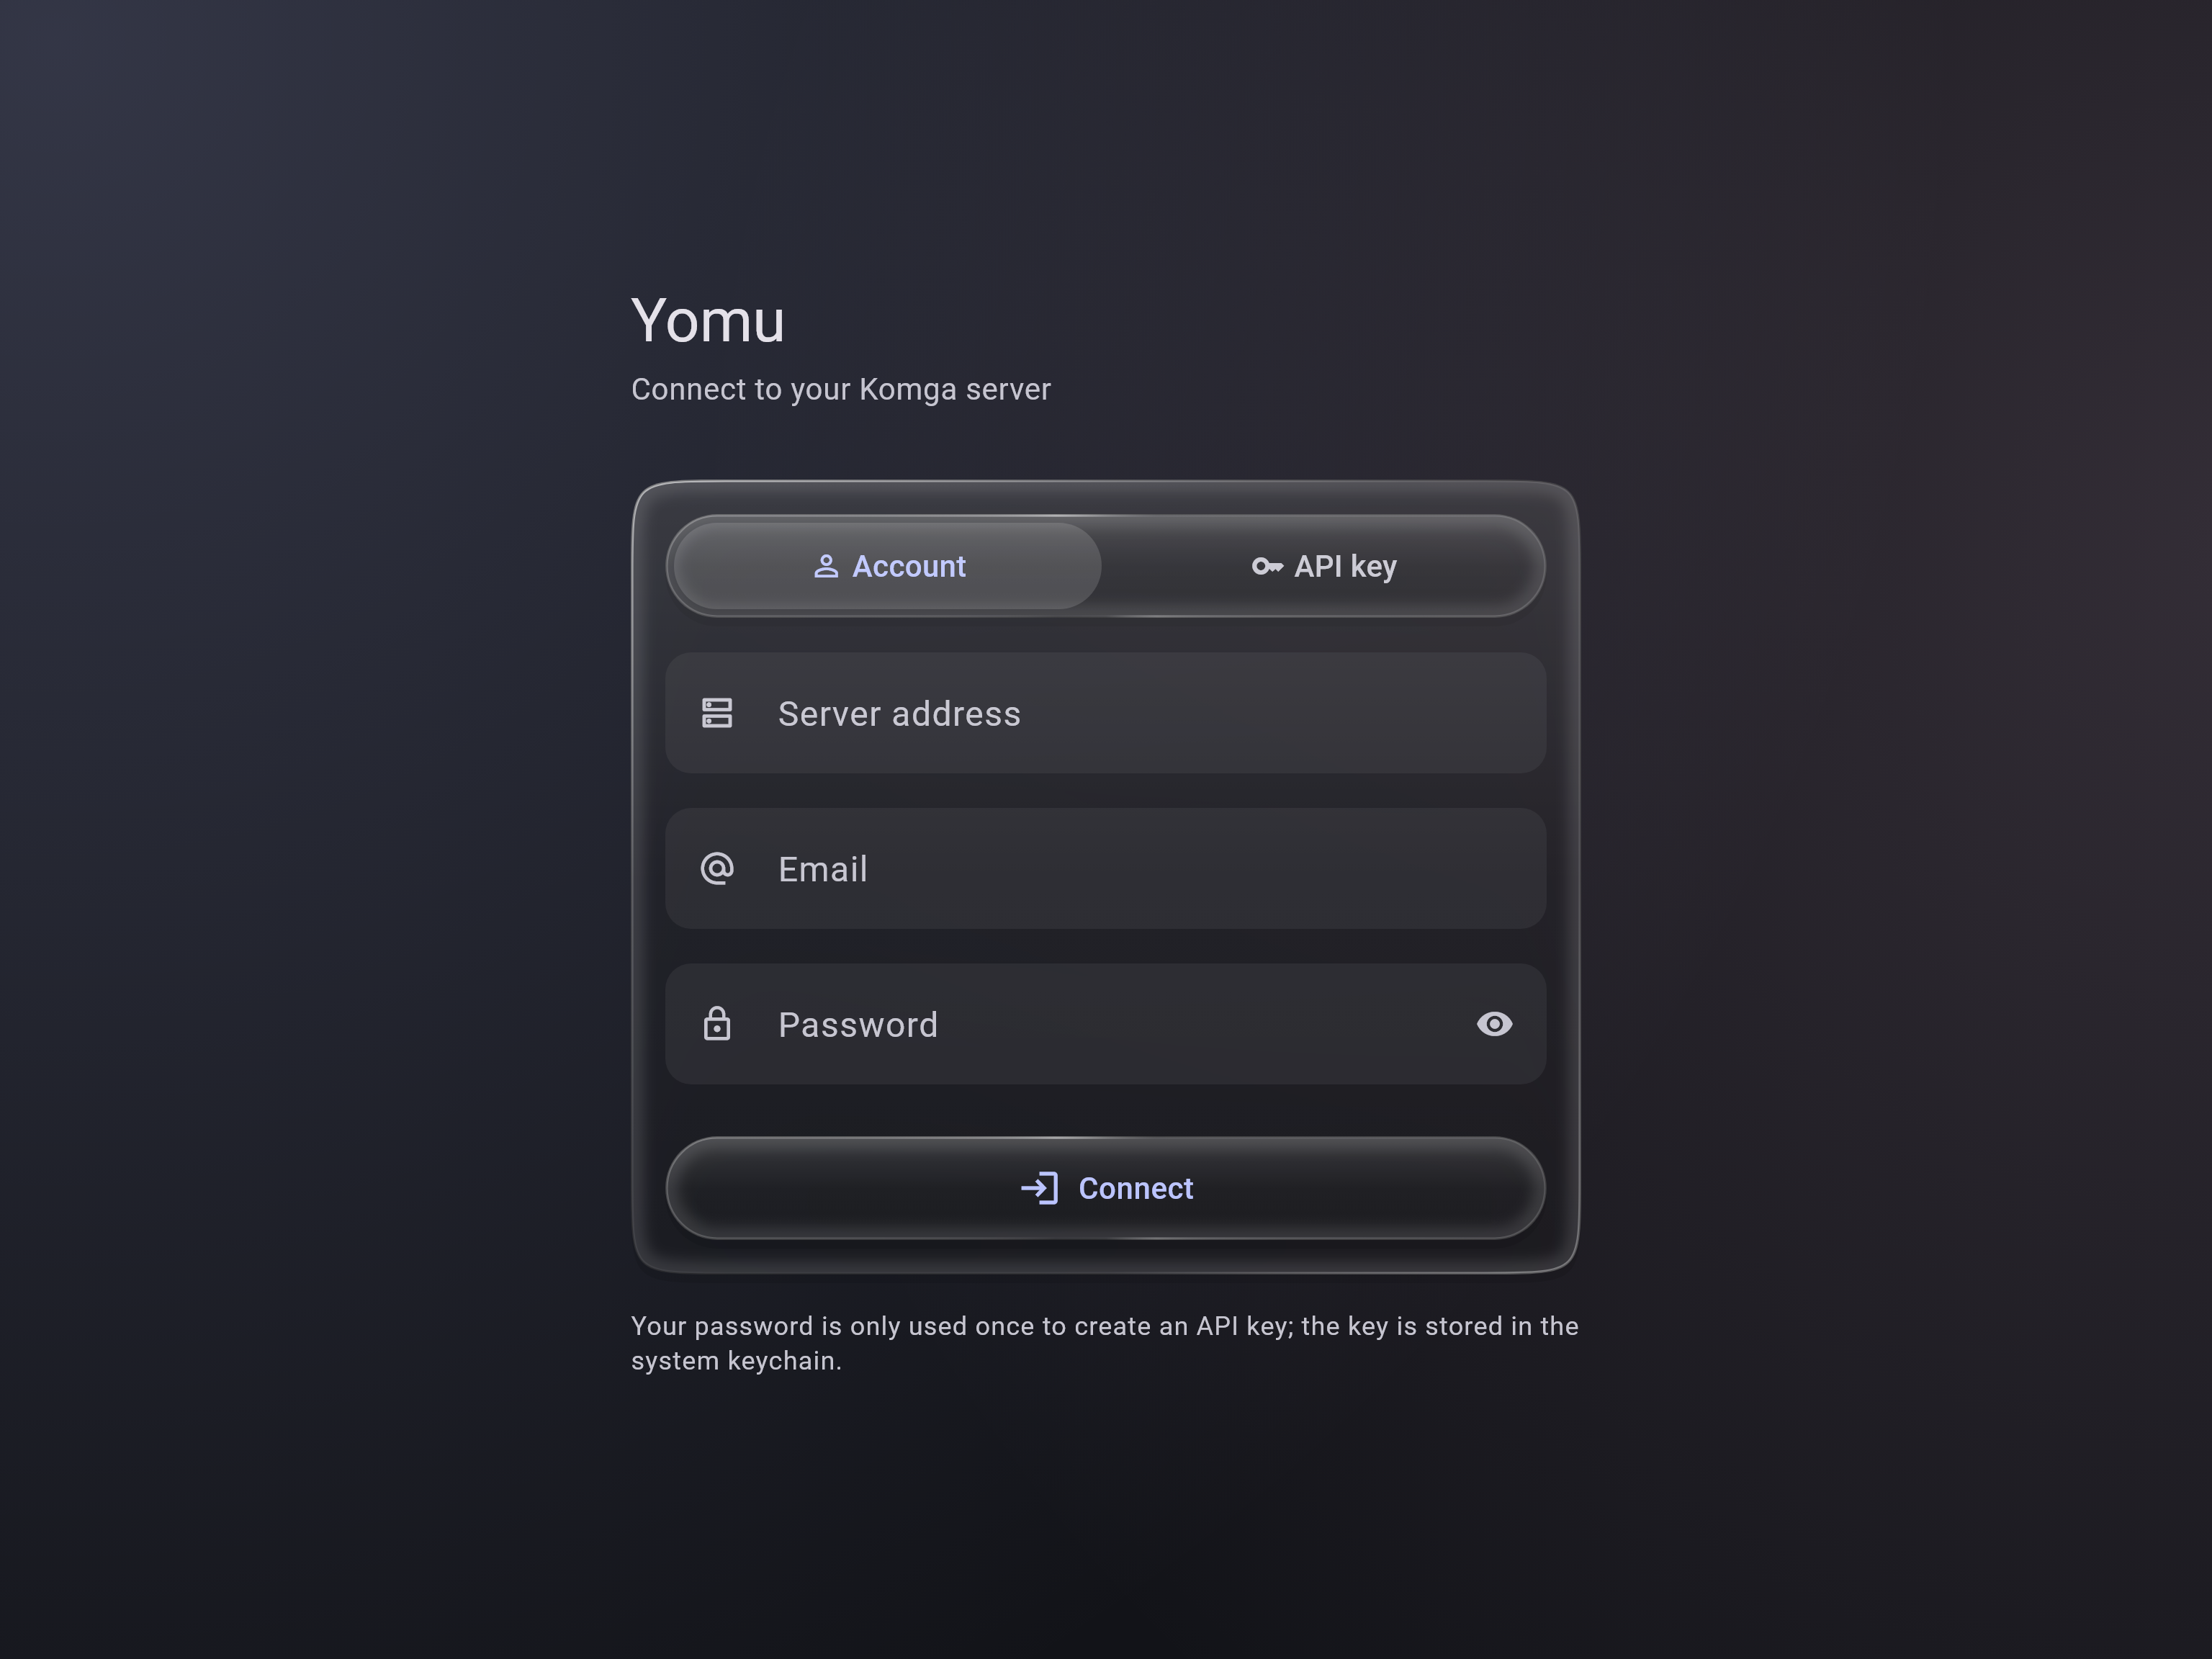 Yomu
Connect to your Komga server
Account
API key
Server address
Email
Password
Connect
Your password is only used once to create an API key; the key is stored in the
system keychain.